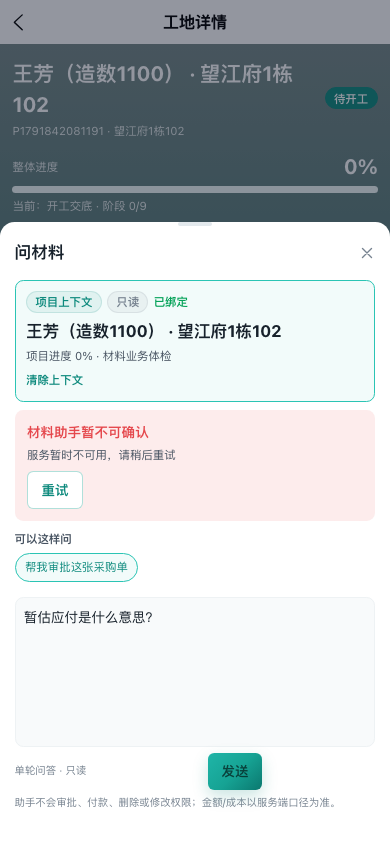 工地详情
王芳（造数1100） · 望江府1栋
102
待开工
P1791842081191 · 望江府1栋102
整体进度
0%
当前：开工交底 · 阶段 0/9
问材料
项目上下文 只读 已绑定
王芳（造数1100） · 望江府1栋102
项目进度 0% · 材料业务体检
清除上下文
材料助手暂不可确认
服务暂时不可用，请稍后重试
重试
可以这样问
帮我审批这张采购单
暂估应付是什么意思?
单轮问答 · 只读
发送
助手不会审批、付款、删除或修改权限；金额/成本以服务端口径为准。